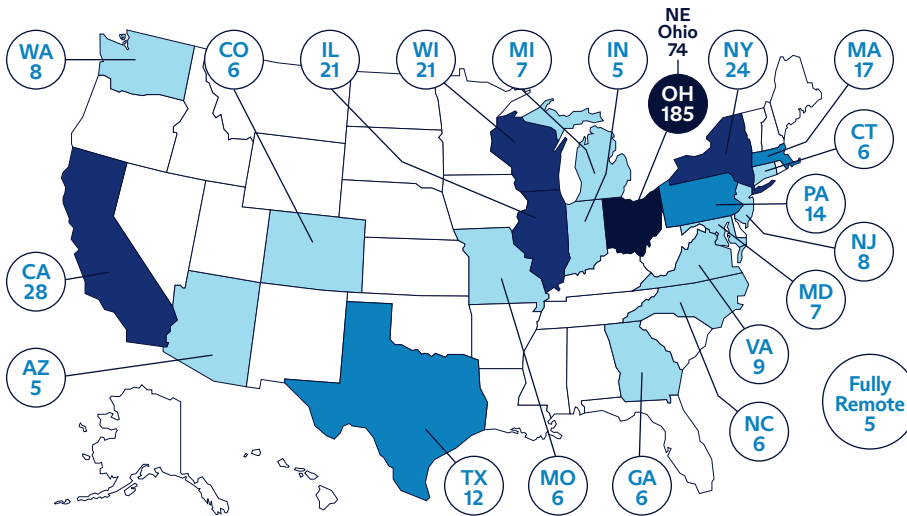 WA
8
CO
6
IL
21
WI
21
MI
7
IN
5
NE
Ohio
74
OH
185
NY
24
MA
17
CT
6
PA
14
NJ
8
MD
7
VA
9
NC
6
GA
6
MO
6
TX
12
AZ
5
CA
28
Fully
Remote
5